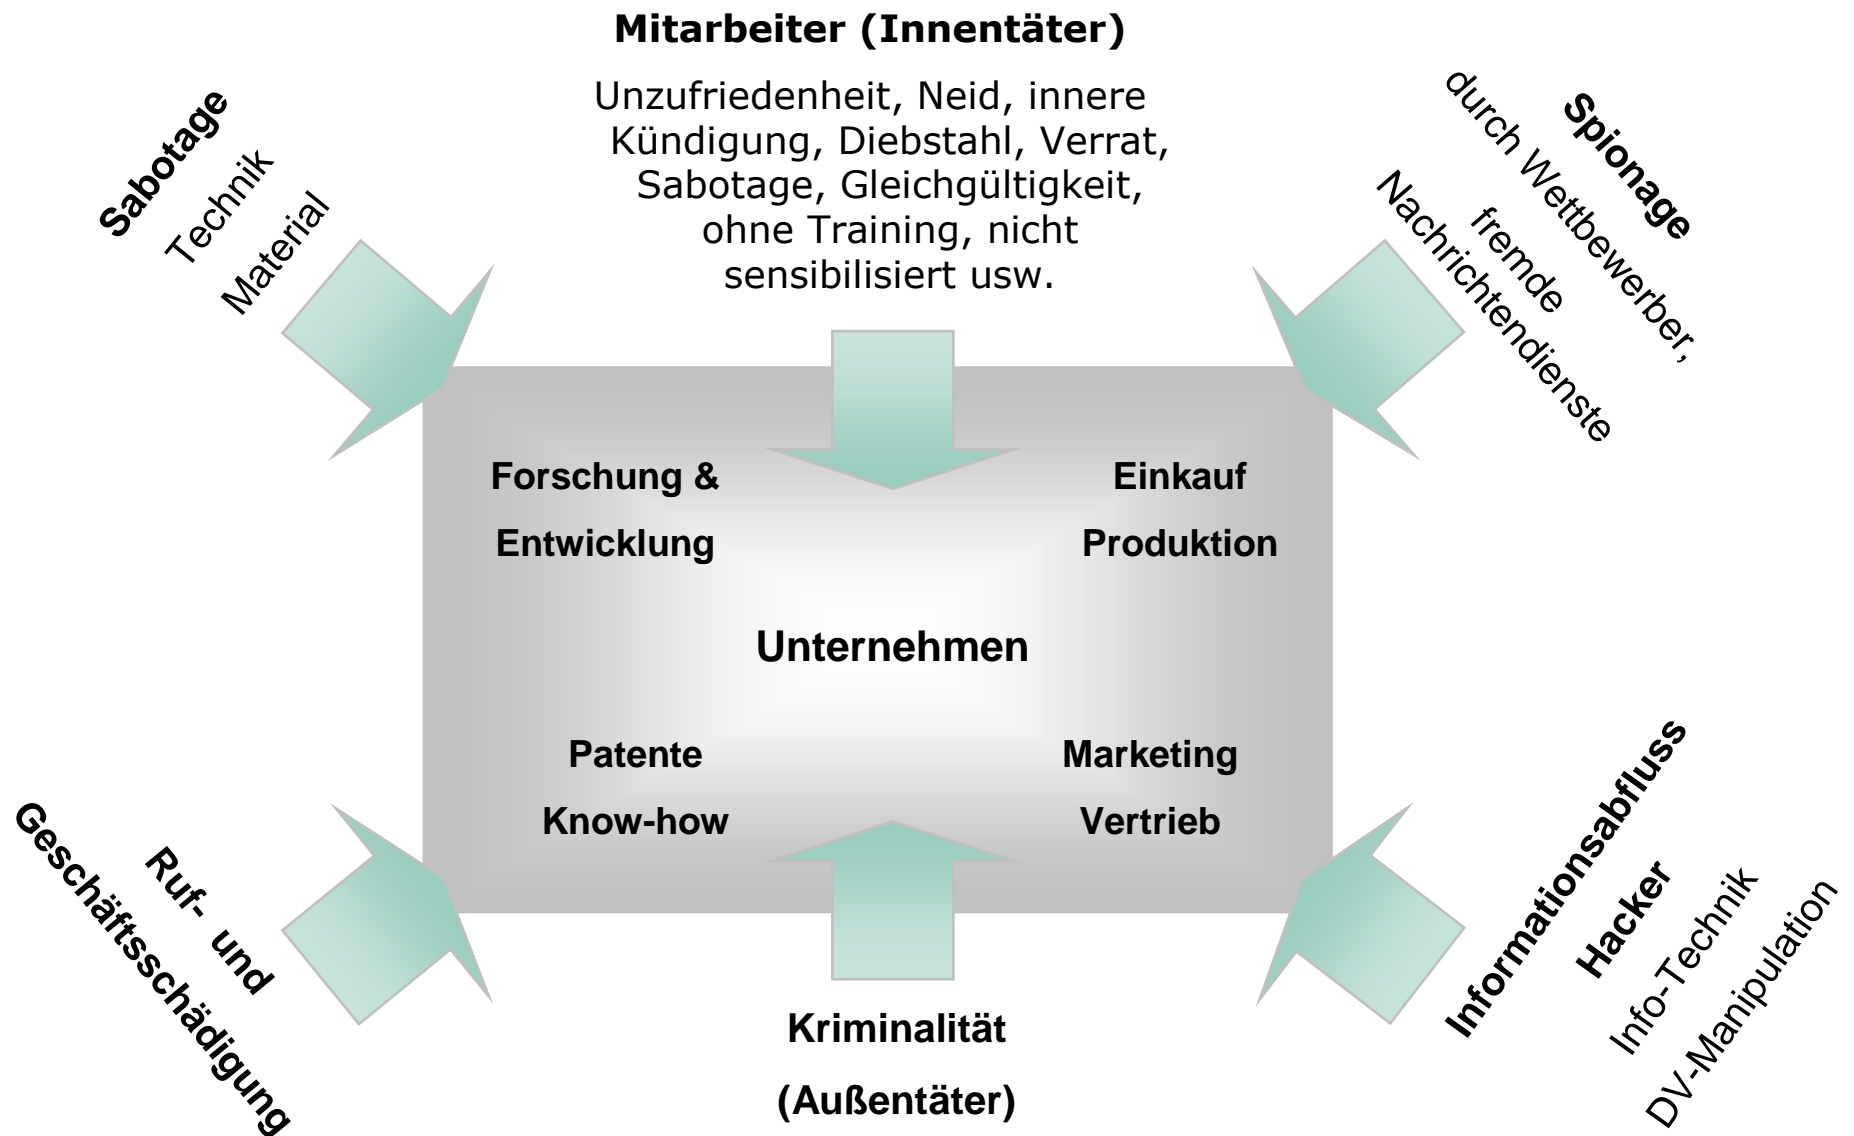 Mitarbeiter (Innentäter)
Unzufriedenheit, Neid, innere
Kündigung, Diebstahl, Verrat,
Sabotage, Gleichgültigkeit,
ohne Training, nicht
sensibilisiert usw.
Sabotage
Technik
Material
Spionage
durch Wettbewerber,
fremde
Nachrichtendienste
Forschung &
Entwicklung
Einkauf
Produktion
Unternehmen
Patente
Know-how
Marketing
Vertrieb
Ruf- und
Geschäftsschädigung
Kriminalität
(Außentäter)
Informationsabfluss
Hacker
Info-Technik
DV-Manipulation